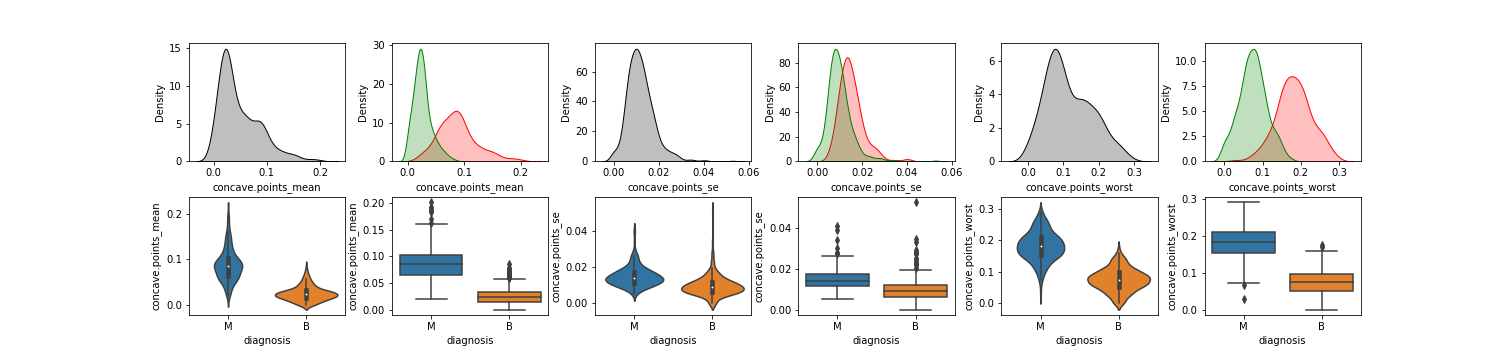 Density
15
10
5
0
0.0 0.1 0.2
concave.points_mean
Density
30
20
10
0
0.0 0.1 0.2
concave.points_mean
Density
60
40
20
0
0.00 0.02 0.04 0.06
concave.points_se
Density
80
60
40
20
0
0.00 0.02 0.04 0.06
concave.points_se
Density
6
4
2
0
0.0 0.1 0.2 0.3
concave.points_worst
Density
10.0
7.5
5.0
2.5
0.0
0.0 0.1 0.2 0.3
concave.points_worst
concave.points_mean
0.2
0.1
0.0
M B
diagnosis
concave.points_mean
0.20
0.15
0.10
0.05
0.00
M B
diagnosis
concave.points_se
0.04
0.02
0.00
M B
diagnosis
concave.points_se
0.04
0.02
0.00
M B
diagnosis
concave.points_worst
0.3
0.2
0.1
0.0
M B
diagnosis
concave.points_worst
0.3
0.2
0.1
0.0
M B
diagnosis